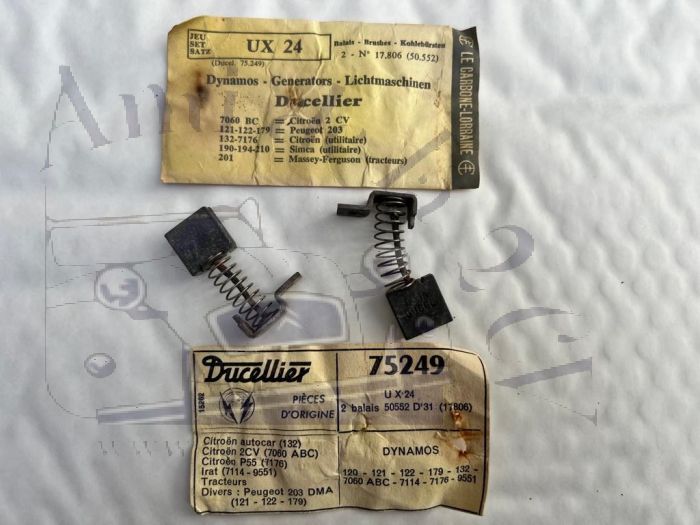 JEU
SET
SATZ
UX 24
Balais - Brushes - Kohlebürsten
2 - N° 17.806 (50.552)
(Ducel. 75.249)
Dynamos - Generators - Lichtmaschinen
Ducellier
7060 BC = Citroën 2 CV
121-122-179 = Peugeot 203
132-7176 = Citroën (utilitaire)
190-194-210 = Simca (utilitaire)
201 = Massey-Ferguson (tracteurs)
LE CARBONE-LORRAINE
Ducellier
15202
PIÈCES
D'ORIGINE
75249
UX 24
2 balais 50552 D'31 (17806)
Citroën autocar (132)
Citroën 2CV (7060 ABC)
Citroën P55 (7176)
Irat (7114 - 9551)
Tracteurs
Divers : Peugeot 203 DMA
(121 - 122 - 179)
DYNAMOS
120 - 121 - 122 - 179 - 132 -
7060 ABC - 7114 - 7176 - 9551